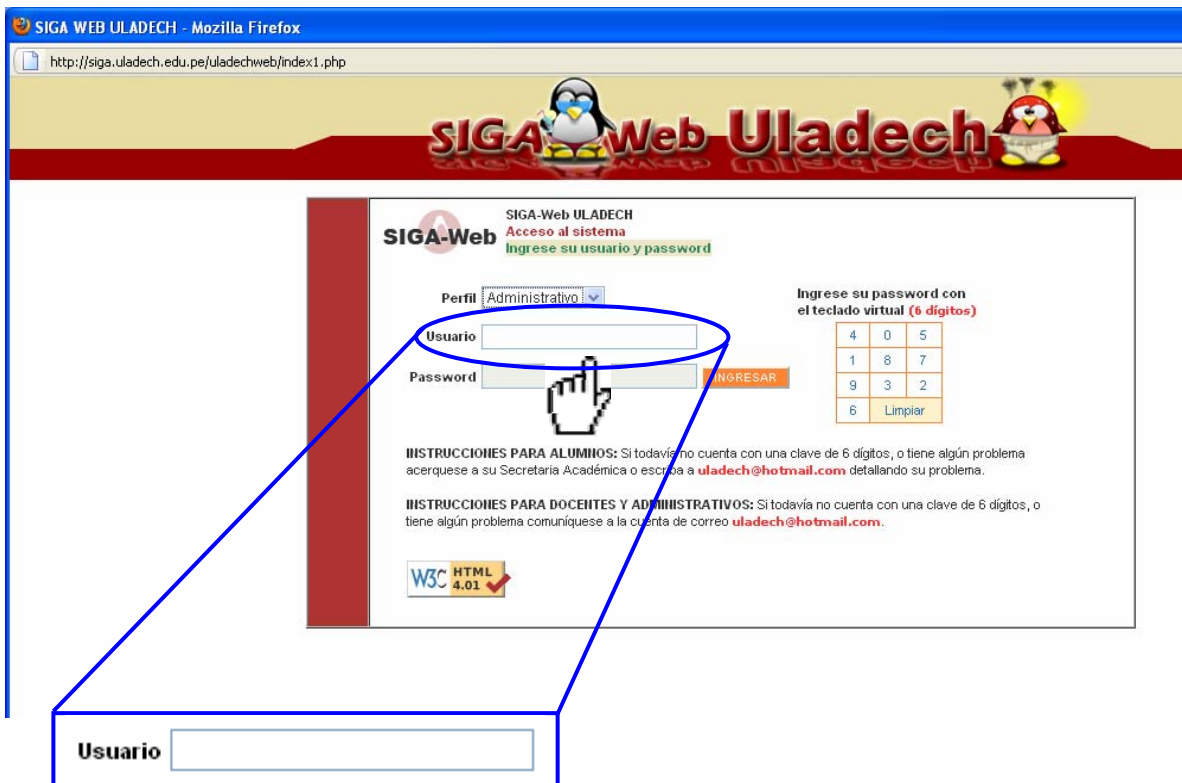 SIGA WEB ULADECH - Mozilla Firefox
http://siga.uladech.edu.pe/uladechweb/index1.php
SIGA Web Uladech
SIGA-Web
SIGA-Web ULADECH
Acceso al sistema
Ingrese su usuario y password
Perfil Administrativo
Usuario
Password INGRESAR
Ingrese su password con
el teclado virtual (6 dígitos)
4 0 5
1 8 7
9 3 2
6 Limpiar
INSTRUCCIONES PARA ALUMNOS: Si todavía no cuenta con una clave de 6 dígitos, o tiene algún problema
acerquese a su Secretaria Académica o escriba a uladech@hotmail.com detallando su problema.
INSTRUCCIONES PARA DOCENTES Y ADMINISTRATIVOS: Si todavía no cuenta con una clave de 6 dígitos, o
tiene algún problema comuníquese a la cuenta de correo uladech@hotmail.com.
W3C HTML
4.01
Usuario